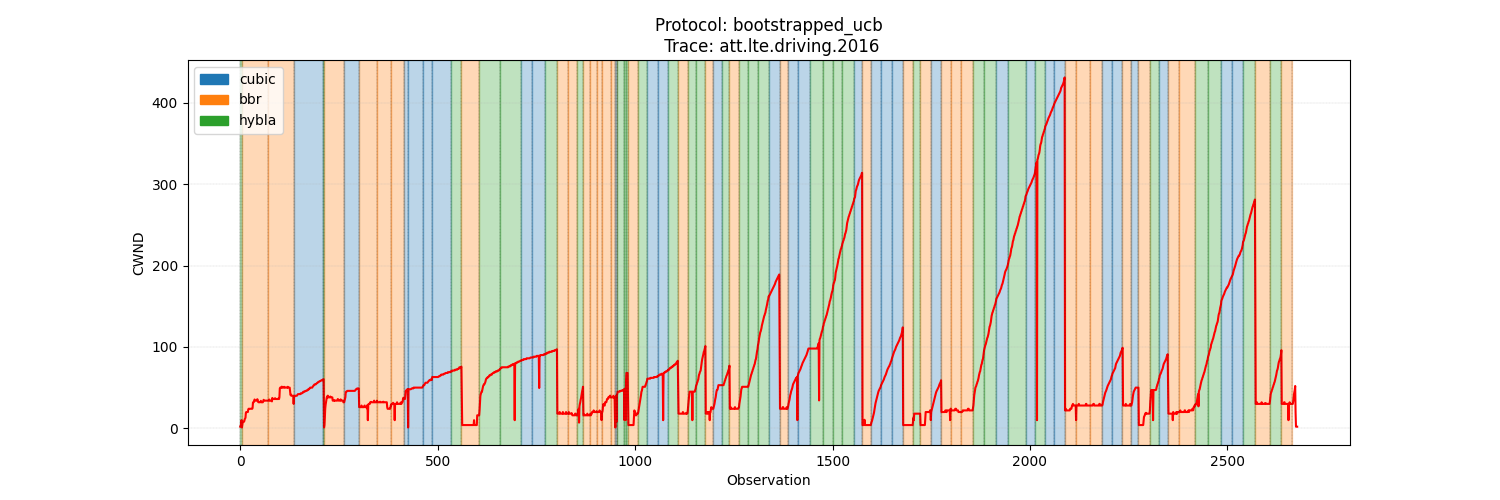 Protocol: bootstrapped_ucb
Trace: att.lte.driving.2016
cubic
bbr
hybla
CWND
400
300
200
100
0
0 500 1000 1500 2000 2500
Observation